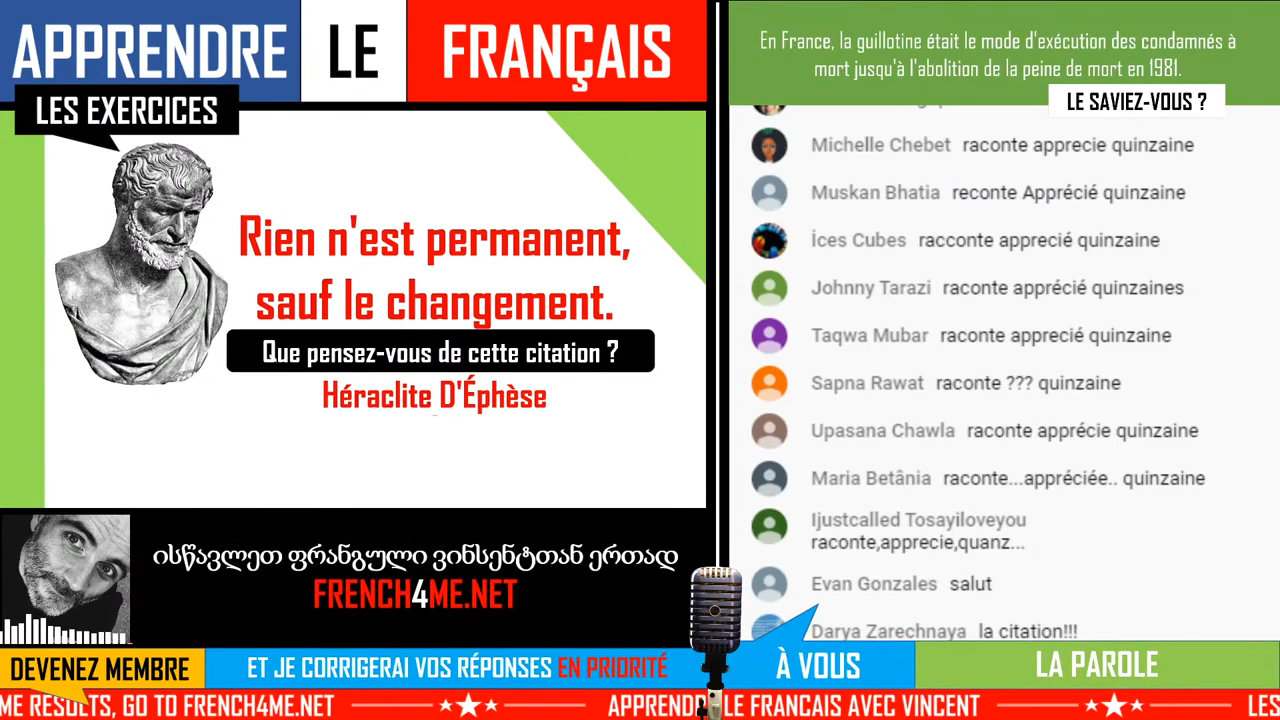 APPRENDRE LE FRANÇAIS
LES EXERCICES
Rien n'est permanent,
sauf le changement.
Que pensez-vous de cette citation ?
Héraclite D'Éphèse
ისწავლეთ ფრანგული ვინსენტთან ერთად
FRENCH4ME.NET
DEVENEZ MEMBRE
ET JE CORRIGERAI VOS RÉPONSES EN PRIORITÉ
En France, la guillotine était le mode d'exécution des condamnés à
mort jusqu'à l'abolition de la peine de mort en 1981.
LE SAVIEZ-VOUS ?
Michelle Chebet raconte apprecie quinzaine
Muskan Bhatia reconte Apprécié quinzaine
İces Cubes racconte apprecié quinzaine
Johnny Tarazi raconte apprécié quinzaines
Taqwa Mubar raconte apprecié quinzaine
Sapna Rawat raconte ??? quinzaine
Upasana Chawla raconte apprécie quinzaine
Maria Betânia raconte...appréciée.. quinzaine
Ijustcalled Tosayiloveyou
raconte,apprecie,quanz...
Evan Gonzales salut
Darya Zarechnaya la citation!!!
À VOUS
LA PAROLE
ME RESULTS, GO TO FRENCH4ME.NET APPREND LE FRANCAIS AVEC VINCENT LES